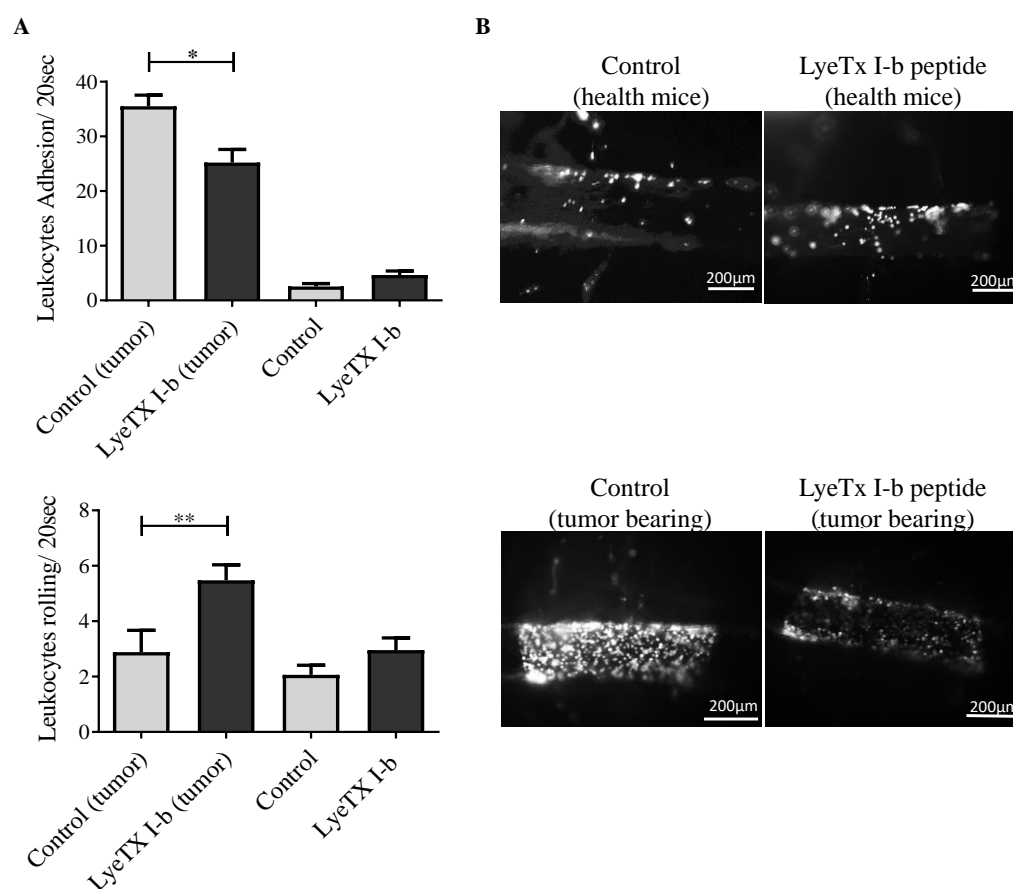 A
*
Leukocytes Adhesion/ 20sec
40
30
20
10
0
Control (tumor)
LyeTX I-b (tumor)
Control
LyeTX I-b
**
Leukocytes rolling/ 20sec
8
6
4
2
0
Control (tumor)
LyeTX I-b (tumor)
Control
LyeTX I-b
B
Control
(health mice)
LyeTx I-b peptide
(health mice)
200µm
200µm
Control
(tumor bearing)
LyeTx I-b peptide
(tumor bearing)
200µm
200µm